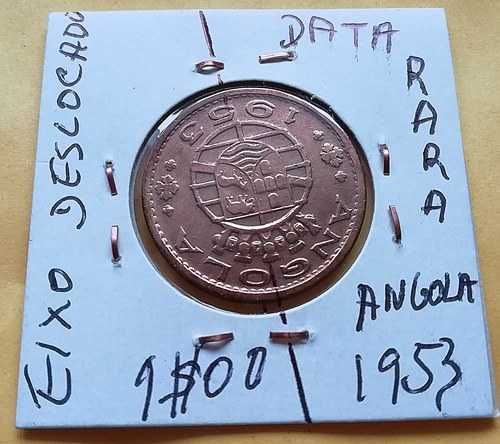 DATA
RARA
EIXO DESLOCADO
1953
ANGOLA
ANGOLA
1$00
1953